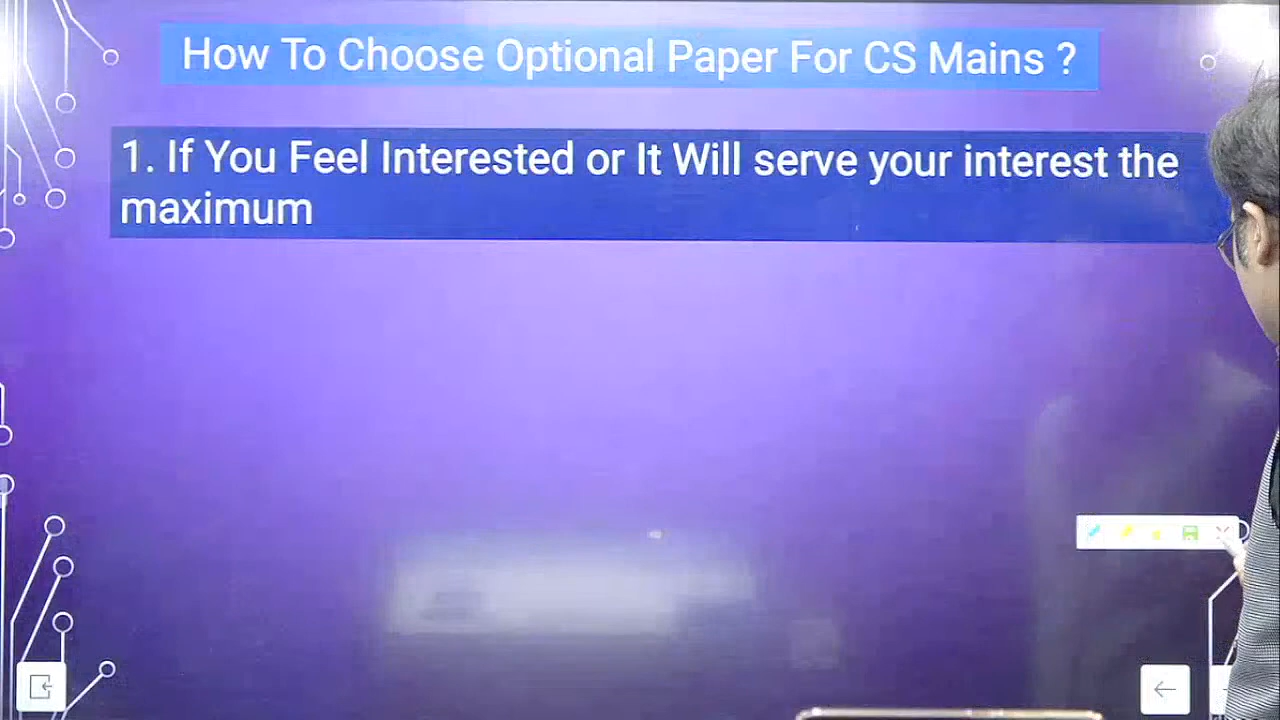 How To Choose Optional Paper For CS Mains ?
1. If You Feel Interested or It Will serve your interest the
maximum